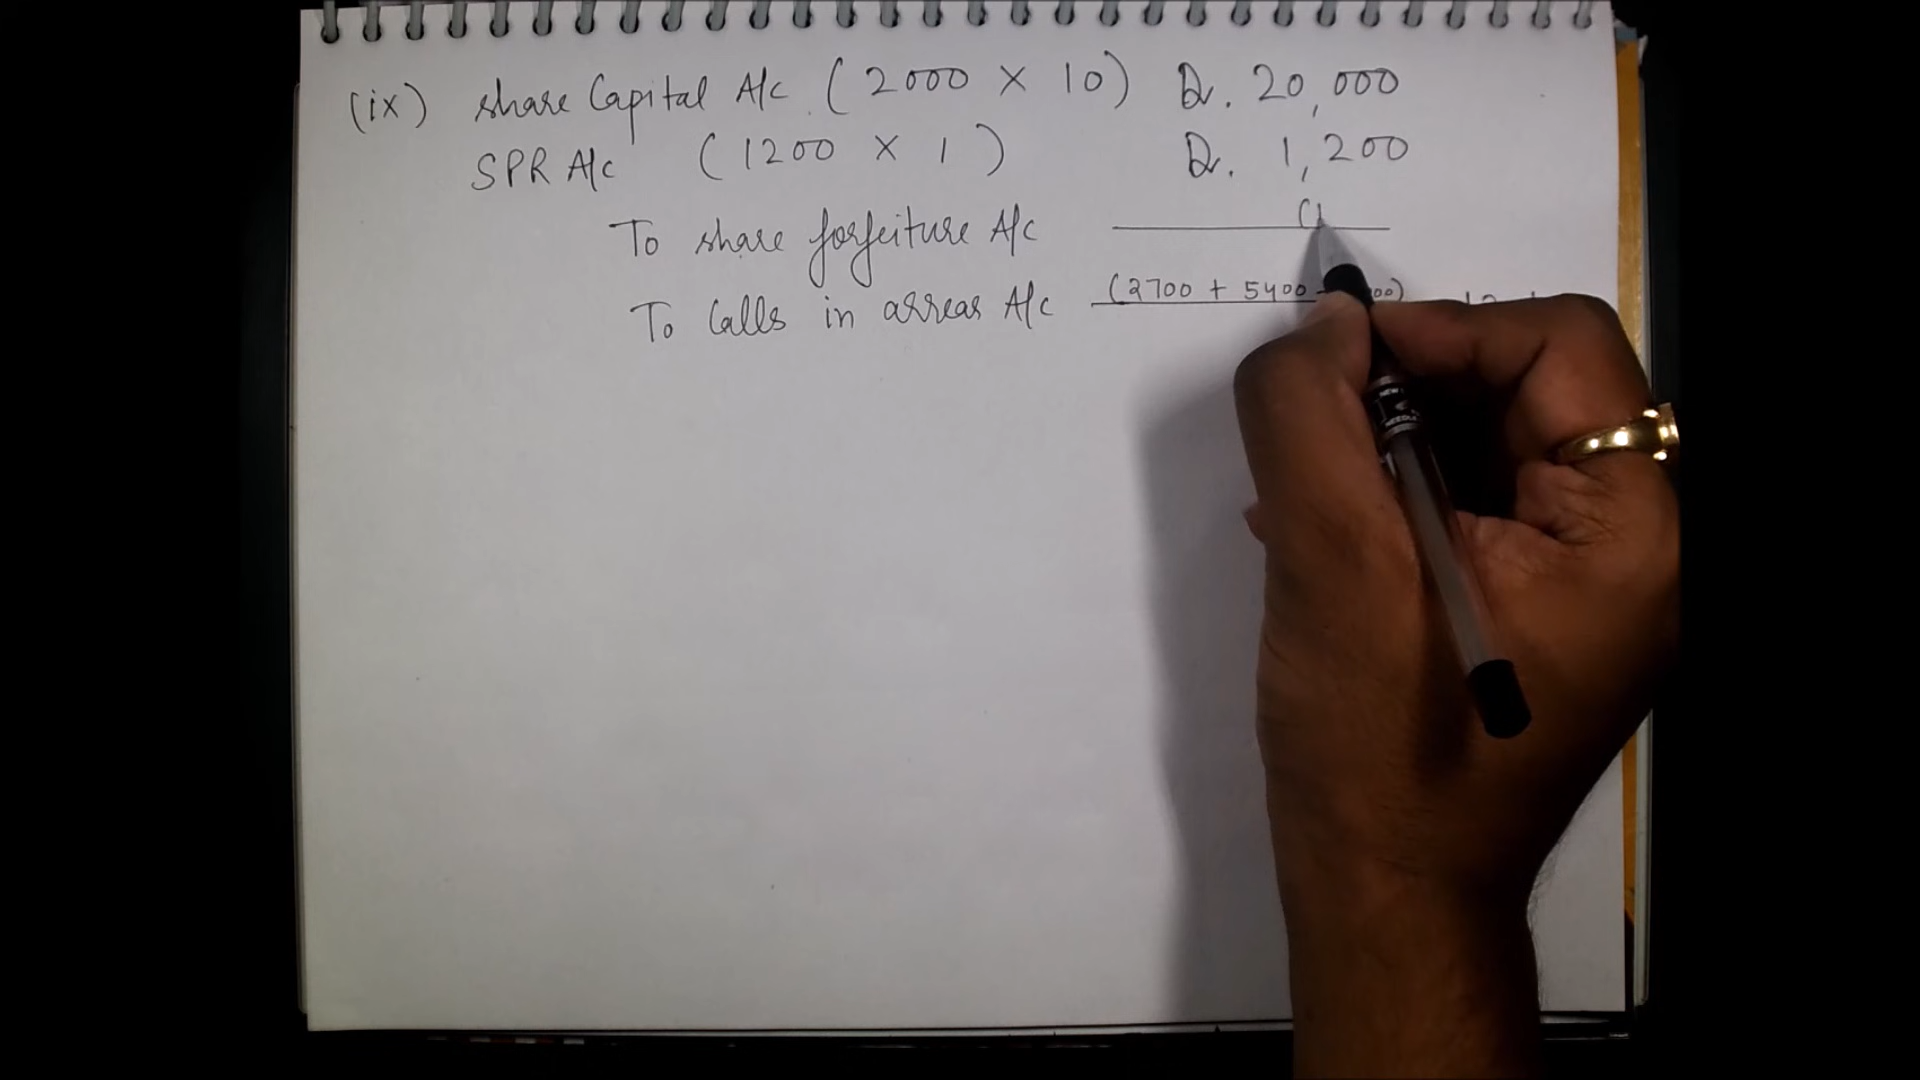 (ix) share Capital A/c (2000 × 10) Dr. 20,000
SPR A/c (1200 × 1) Dr. 1,200
To share forfeiture A/c (
To Calls in arrears A/c (2700 + 5400